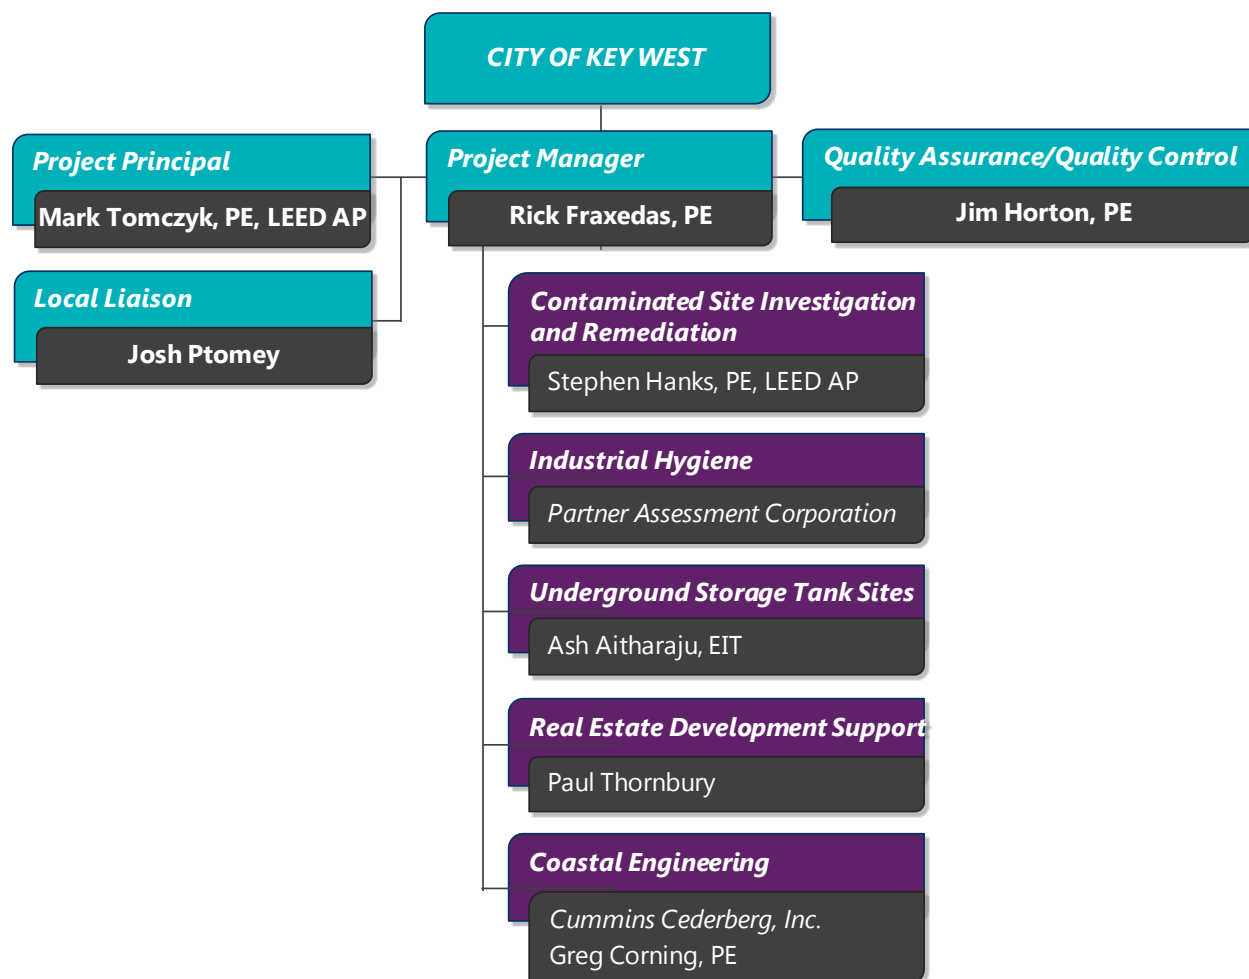 CITY OF KEY WEST
Project Principal
Mark Tomczyk, PE, LEED AP
Project Manager
Rick Fraxedas, PE
Quality Assurance/Quality Control
Jim Horton, PE
Local Liaison
Josh Ptomey
Contaminated Site Investigation
and Remediation
Stephen Hanks, PE, LEED AP
Industrial Hygiene
Partner Assessment Corporation
Underground Storage Tank Sites
Ash Aitharaju, EIT
Real Estate Development Support
Paul Thornbury
Coastal Engineering
Cummins Cederberg, Inc.
Greg Corning, PE